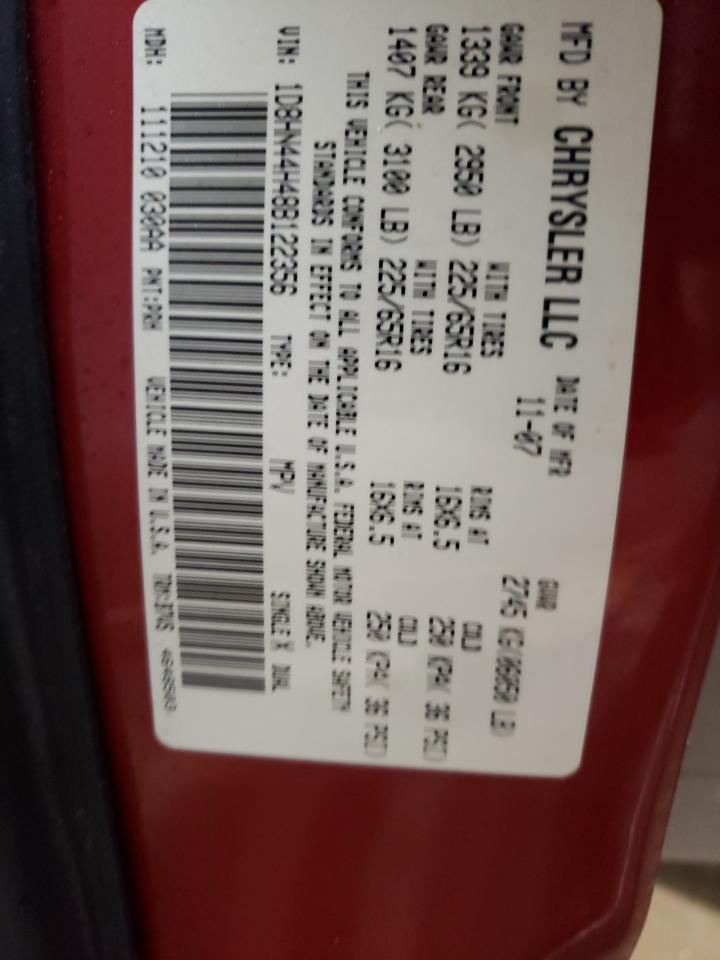 MFD BY CHRYSLER LLC DATE OF MFR GVWR
11-07 2745 KG(06050 LB)
GAWR FRONT WITH TIRES RIMS AT COLD
1339 KG( 2950 LB) 225/65R16 16X6.5 250 KPA( 36 PSI)
GAWR REAR WITH TIRES RIMS AT COLD
1407 KG( 3100 LB) 225/65R16 16X6.5 250 KPA( 36 PSI)
THIS VEHICLE CONFORMS TO ALL APPLICABLE U.S.A. FEDERAL MOTOR VEHICLE SAFETY
STANDARDS IN EFFECT ON THE DATE OF MANUFACTURE SHOWN ABOVE.
VIN: 1D8HN44H48B122356 TYPE: MPV SINGLE X DUAL
MDH: 111210 030AA PNT:PRH VEHICLE MADE IN U.S.A.